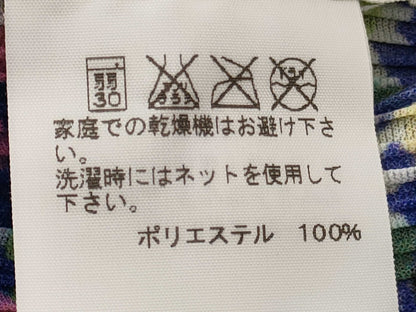 弱
30
家庭での乾燥機はお避け下さ
い。
洗濯時にはネットを使用して
下さい。
ポリエステル 100%